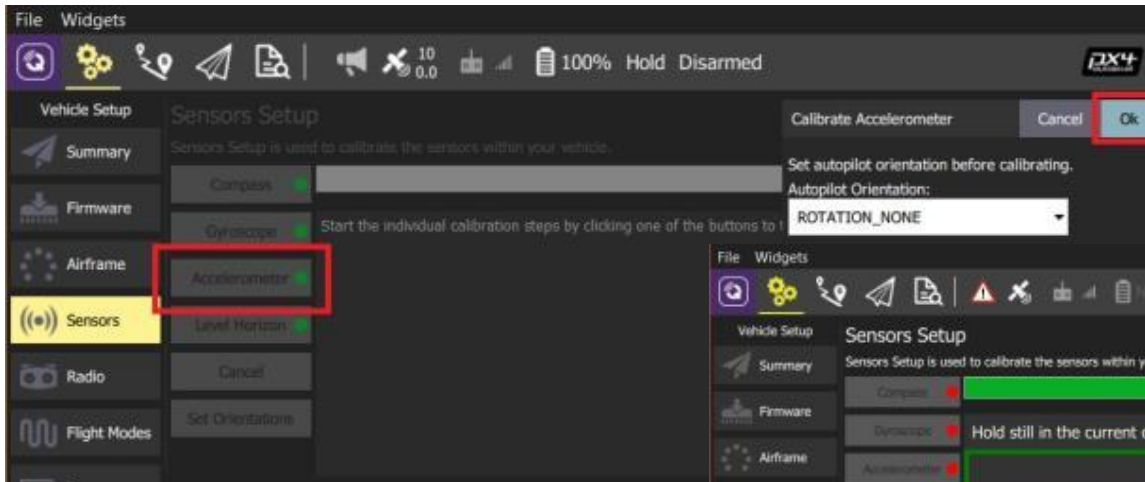 File Widgets
10
0.0
100% Hold Disarmed
PX4
Vehicle Setup
Summary
Firmware
Airframe
Sensors
Radio
Flight Modes
Sensors Setup
Sensors Setup is used to calibrate the sensors within your vehicle.
Compass
Gyroscope
Accelerometer
Level Horizon
Cancel
Set Orientations
Start the individual calibration steps by clicking one of the buttons to
Calibrate Accelerometer Cancel Ok
Set autopilot orientation before calibrating.
Autopilot Orientation:
ROTATION_NONE
File Widgets
Vehicle Setup
Summary
Firmware
Airframe
Sensors Setup
Sensors Setup is used to calibrate the sensors within y
Compass
Gyroscope
Accelerometer
Hold still in the current